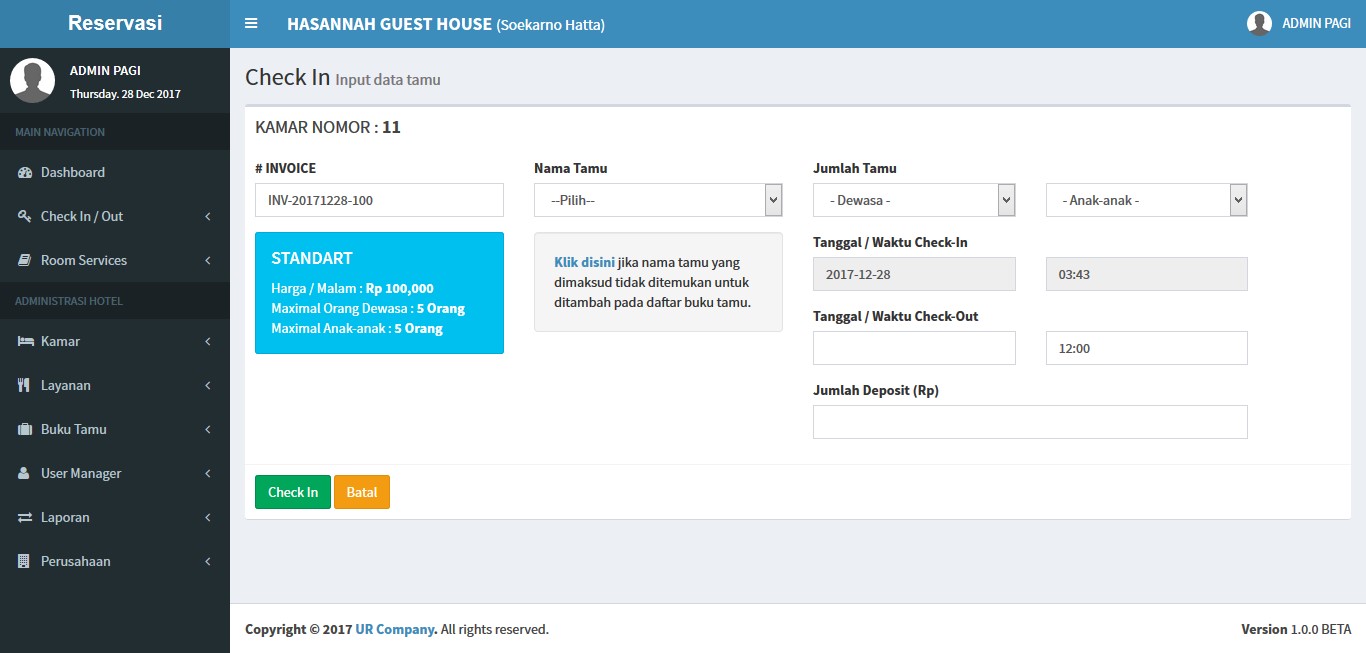 Reservasi
HASANNAH GUEST HOUSE (Soekarno Hatta)
ADMIN PAGI
ADMIN PAGI
Thursday. 28 Dec 2017
MAIN NAVIGATION
Dashboard
Check In / Out
Room Services
ADMINISTRASI HOTEL
Kamar
Layanan
Buku Tamu
User Manager
Laporan
Perusahaan
Check In Input data tamu
KAMAR NOMOR : 11
# INVOICE
INV-20171228-100
STANDART
Harga / Malam : Rp 100,000
Maximal Orang Dewasa : 5 Orang
Maximal Anak-anak : 5 Orang
Nama Tamu
--Pilih--
Klik disini jika nama tamu yang
dimaksud tidak ditemukan untuk
ditambah pada daftar buku tamu.
Jumlah Tamu
- Dewasa -
- Anak-anak -
Tanggal / Waktu Check-In
2017-12-28
03:43
Tanggal / Waktu Check-Out
12:00
Jumlah Deposit (Rp)
Check In
Batal
Copyright © 2017 UR Company. All rights reserved.
Version 1.0.0 BETA